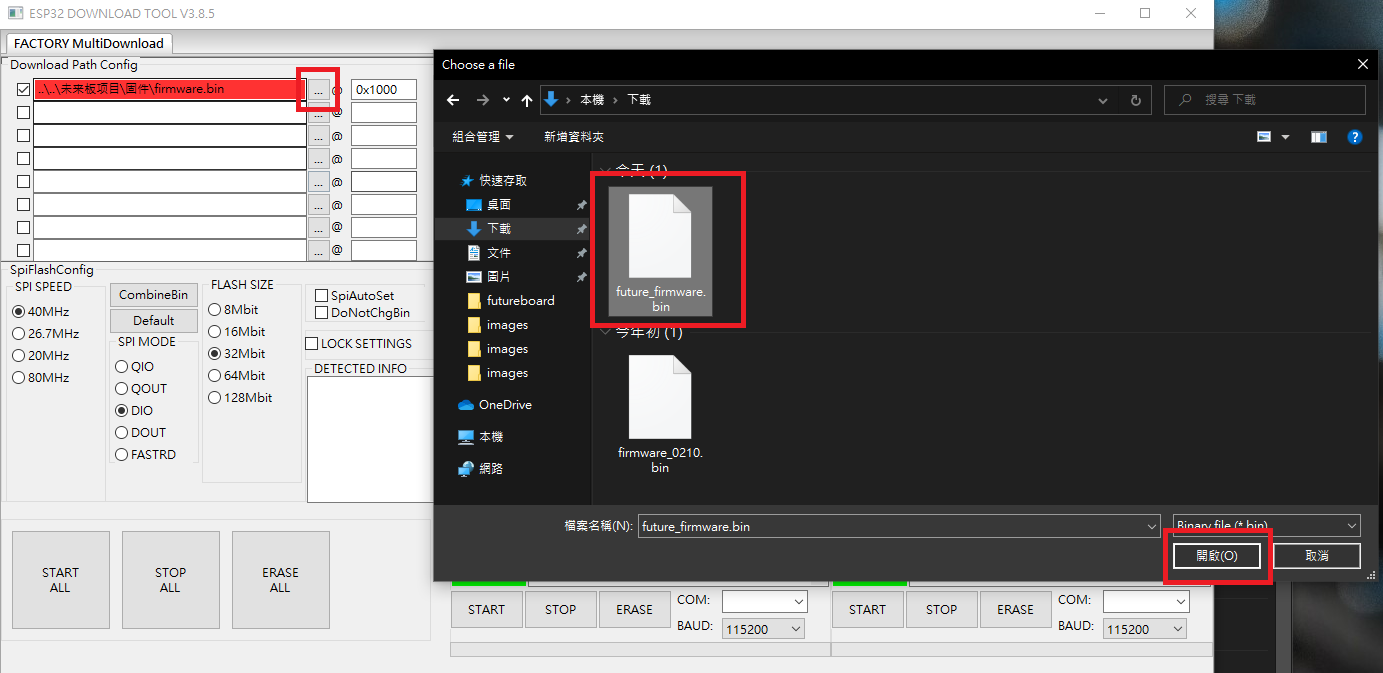 ESP32 DOWNLOAD TOOL V3.8.5
FACTORY MultiDownload
Download Path Config
..\..\未来板项目\固件\firmware.bin
...
@
0x1000
...
@
...
@
...
@
...
@
...
@
...
@
...
@
SpiFlashConfig
SPI SPEED
40MHz
26.7MHz
20MHz
80MHz
CombineBin
Default
SPI MODE
QIO
QOUT
DIO
DOUT
FASTRD
FLASH SIZE
8Mbit
16Mbit
32Mbit
64Mbit
128Mbit
SpiAutoSet
DoNotChgBin
LOCK SETTINGS
DETECTED INFO
START
ALL
STOP
ALL
ERASE
ALL
Choose a file
本機
下載
搜尋 下載
組合管理
新增資料夾
?
快速存取
桌面
下載
文件
圖片
futureboard
images
images
images
OneDrive
本機
網路
今天 (1)
future_firmware.
bin
今年初 (1)
firmware_0210.
bin
檔案名稱(N):
future_firmware.bin
Binary file (*.bin)
開啟(O)
取消
START
STOP
ERASE
COM:
BAUD:
115200
START
STOP
ERASE
COM:
BAUD:
115200